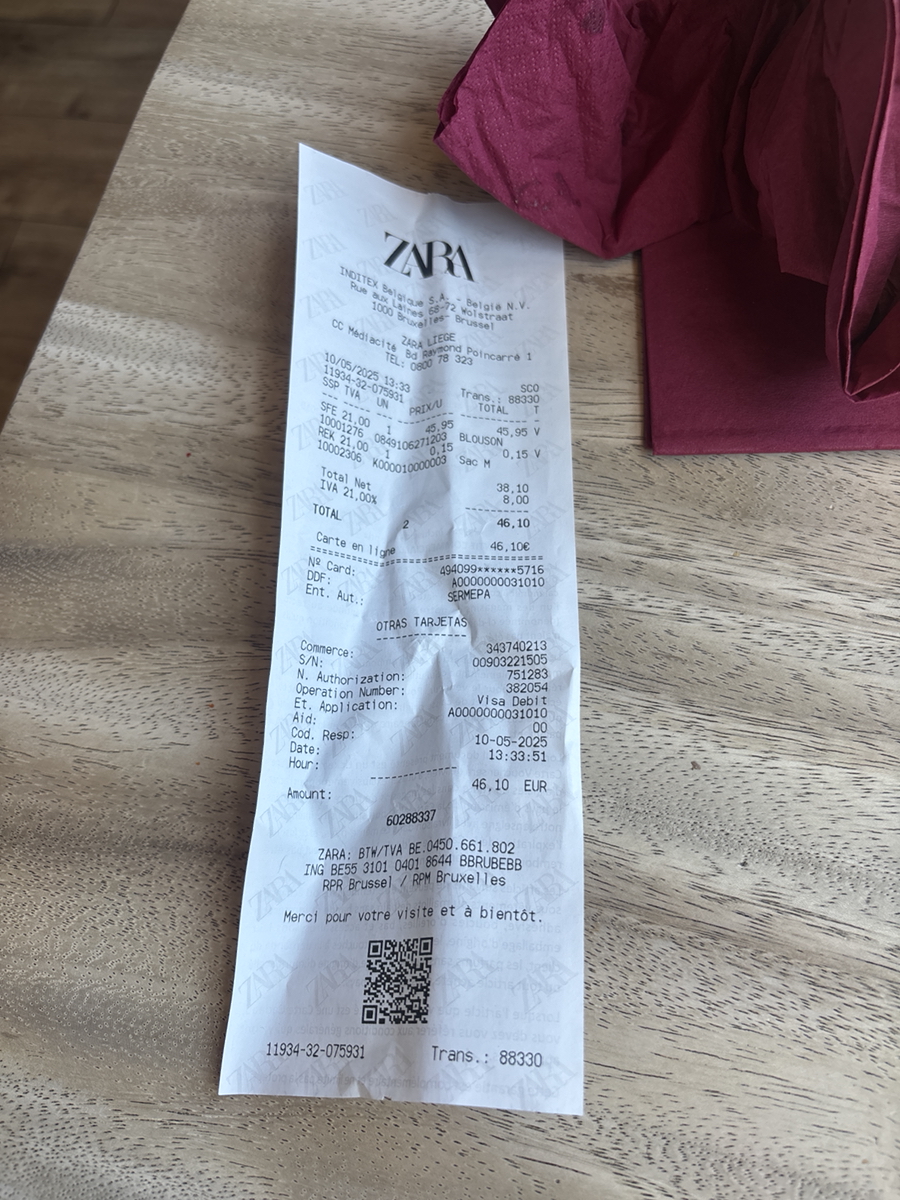 ZARA
INDITEX Belgique S.A. - België N.V.
Rue aux Laines 68-72 Wolstraat
1000 Bruxelles- Brussel
ZARA LIEGE
CC Médiacité Bd Raymond Poincarré 1
TEL: 0800 78 323
10/05/2025 13:33 SCO
11934-32-075931 Trans.: 88330
SSP TVA UN PRIX/U TOTAL T
SFE 21,00 1 45,95 45,95 V
10001276 0849106271203 BLOUSON
REK 21,00 1 0,15 0,15 V
10002306 K000010000003 Sac M
Total Net 38,10
IVA 21,00% 8,00
TOTAL 2 46,10
Carte en ligne 46,10€
Nº Card: 494099******5716
DDF: A0000000031010
Ent. Aut.: SERMEPA
OTRAS TARJETAS
Commerce: 343740213
S/N: 00903221505
N. Authorization: 751283
Operation Number: 382054
Et. Application: Visa Debit
Aid: A0000000031010
Cod. Resp: 00
Date: 10-05-2025
Hour: 13:33:51
Amount: 46,10 EUR
60288337
ZARA: BTW/TVA BE.0450.661.802
ING BE55 3101 0401 8644 BBRUBEBB
RPR Brussel / RPM Bruxelles
Merci pour votre visite et à bientôt.
11934-32-075931 Trans.: 88330